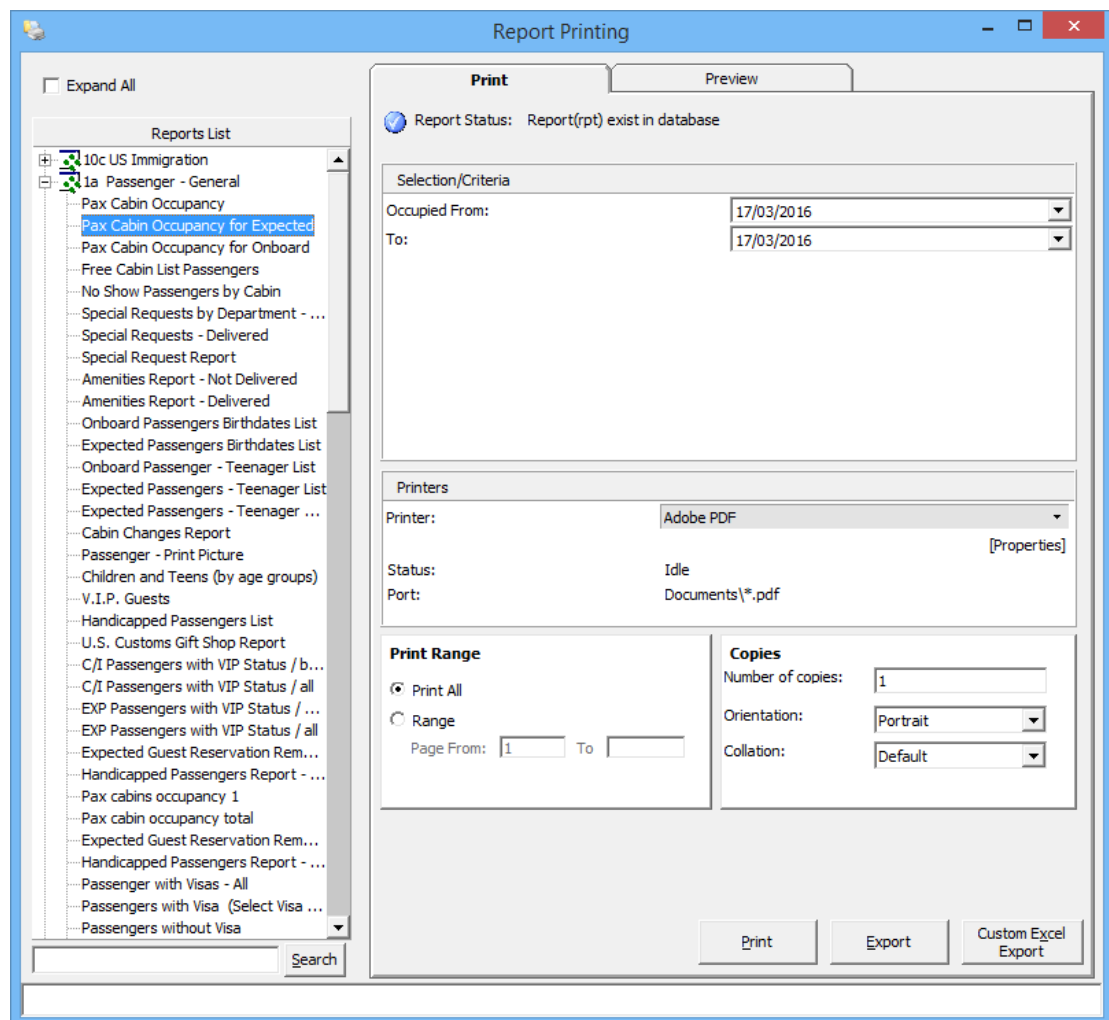 Report Printing
Expand All
Reports List
10c US Immigration
1a Passenger - General
Pax Cabin Occupancy
Pax Cabin Occupancy for Expected
Pax Cabin Occupancy for Onboard
Free Cabin List Passengers
No Show Passengers by Cabin
Special Requests by Department - ...
Special Requests - Delivered
Special Request Report
Amenities Report - Not Delivered
Amenities Report - Delivered
Onboard Passengers Birthdates List
Expected Passengers Birthdates List
Onboard Passenger - Teenager List
Expected Passengers - Teenager List
Expected Passengers - Teenager ...
Cabin Changes Report
Passenger - Print Picture
Children and Teens (by age groups)
V.I.P. Guests
Handicapped Passengers List
U.S. Customs Gift Shop Report
C/I Passengers with VIP Status / b...
C/I Passengers with VIP Status / all
EXP Passengers with VIP Status / ...
EXP Passengers with VIP Status / all
Expected Guest Reservation Rem...
Handicapped Passengers Report - ...
Pax cabins occupancy 1
Pax cabin occupancy total
Expected Guest Reservation Rem...
Handicapped Passengers Report - ...
Passenger with Visas - All
Passengers with Visa (Select Visa ...
Passengers without Visa
Search
Print Preview
Report Status: Report(rpt) exist in database
Selection/Criteria
Occupied From: 17/03/2016
To: 17/03/2016
Printers
Printer: Adobe PDF
[Properties]
Status: Idle
Port: Documents\*.pdf
Print Range
Print All
Range
Page From: 1 To
Copies
Number of copies: 1
Orientation: Portrait
Collation: Default
Print Export Custom Excel
Export